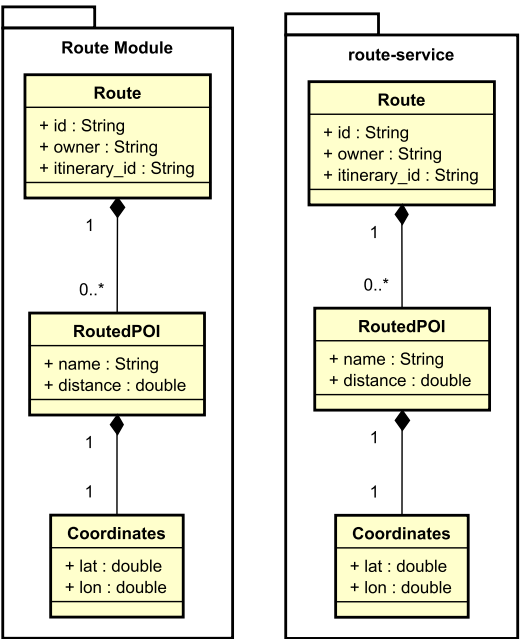 Route Module
Route
+ id : String
+ owner : String
+ itinerary_id : String
1
0..*
RoutedPOI
+ name : String
+ distance : double
1
1
Coordinates
+ lat : double
+ lon : double
route-service
Route
+ id : String
+ owner : String
+ itinerary_id : String
1
0..*
RoutedPOI
+ name : String
+ distance : double
1
1
Coordinates
+ lat : double
+ lon : double